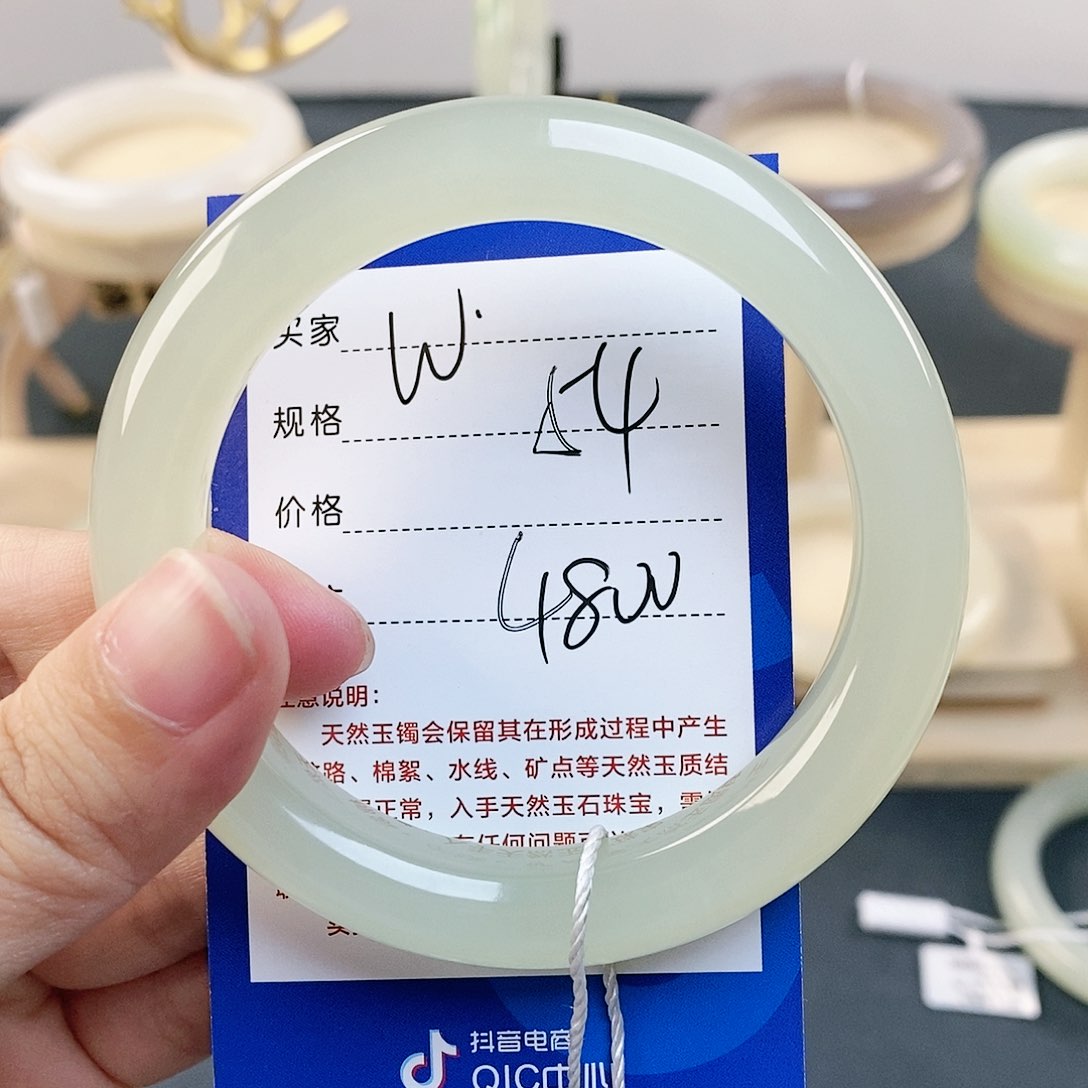 买家 W.
规格 54
价格
4800
注意说明：
天然玉镯会保留其在形成过程中产生
路、棉絮、水线、矿点等天然玉质结
正常，入手天然玉石珠宝，需
任何问题可
抖音电商
QIC中心